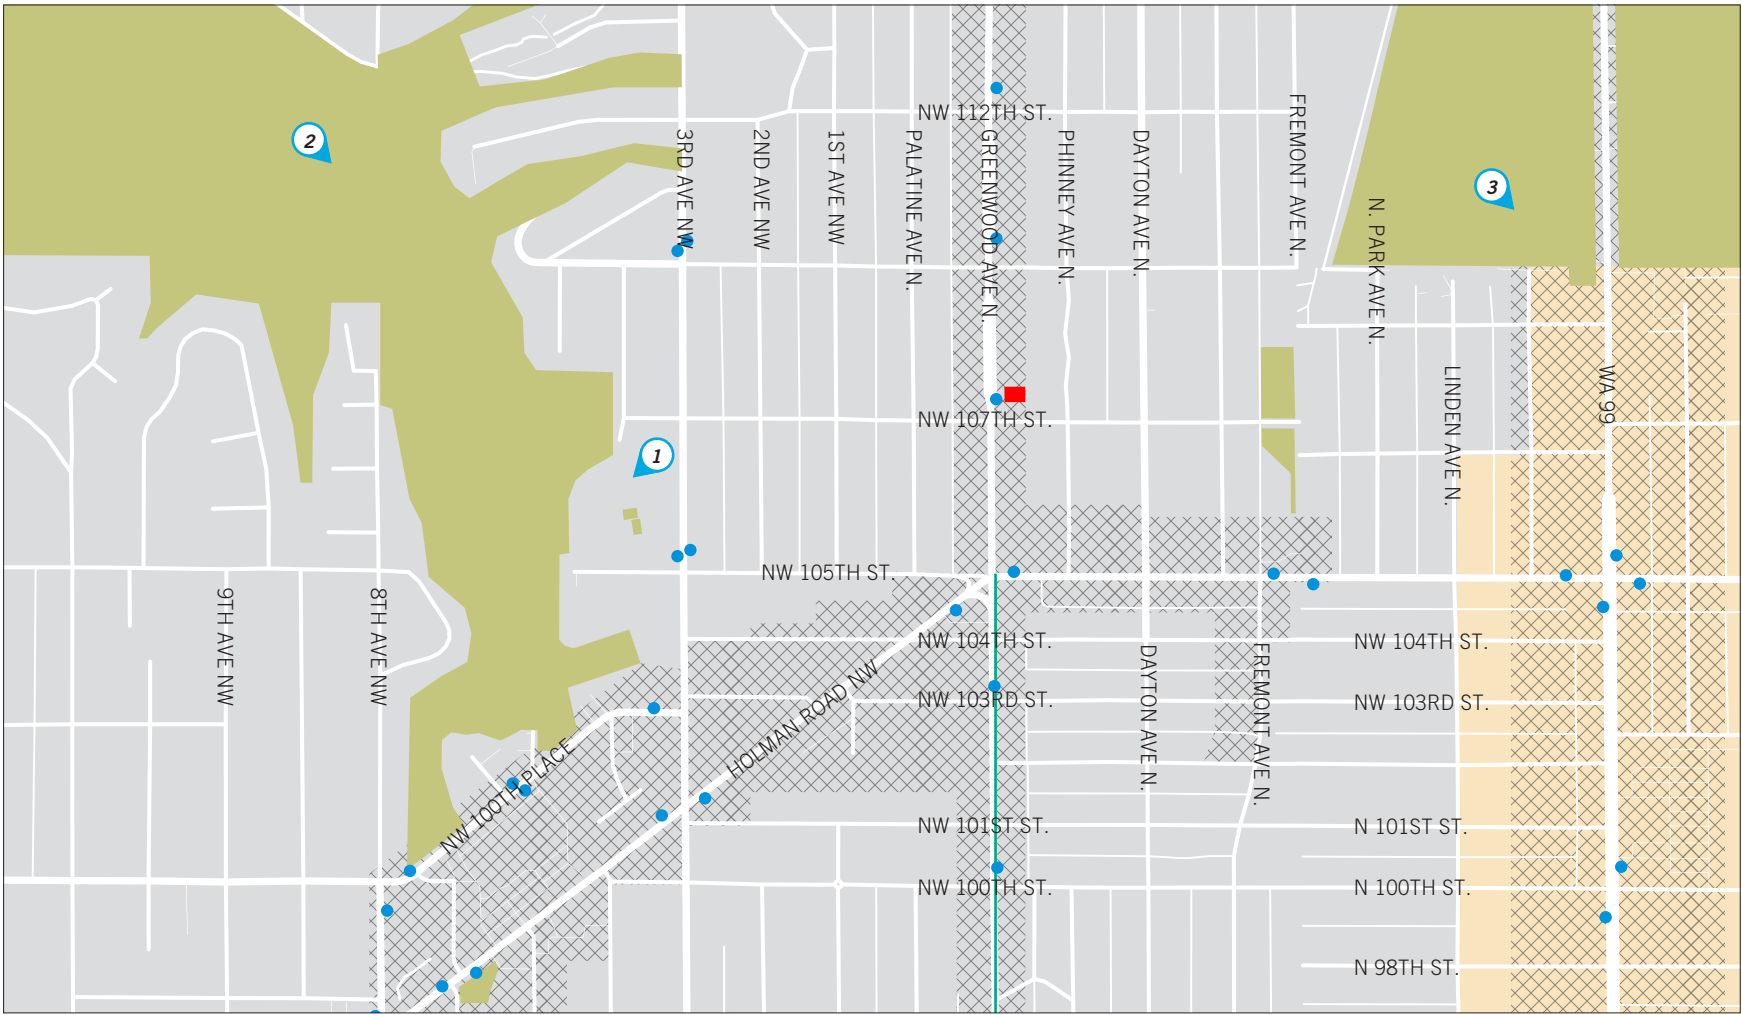 NW 112TH ST.
FREMONT AVE N.
2
3RD AVE NW
2ND AVE NW
1ST AVE NW
PALATINE AVE N.
GREENWOOD AVE N.
PHINNEY AVE N.
DAYTON AVE N.
3
N. PARK AVE N.
LINDEN AVE N.
WA 99
NW 107TH ST.
1
NW 105TH ST.
9TH AVE NW
8TH AVE NW
NW 104TH ST.
NW 104TH ST.
DAYTON AVE N.
FREMONT AVE N.
HOLMAN ROAD NW
NW 103RD ST.
NW 103RD ST.
NW 100TH PLACE
NW 101ST ST.
N 101ST ST.
NW 100TH ST.
N 100TH ST.
N 98TH ST.